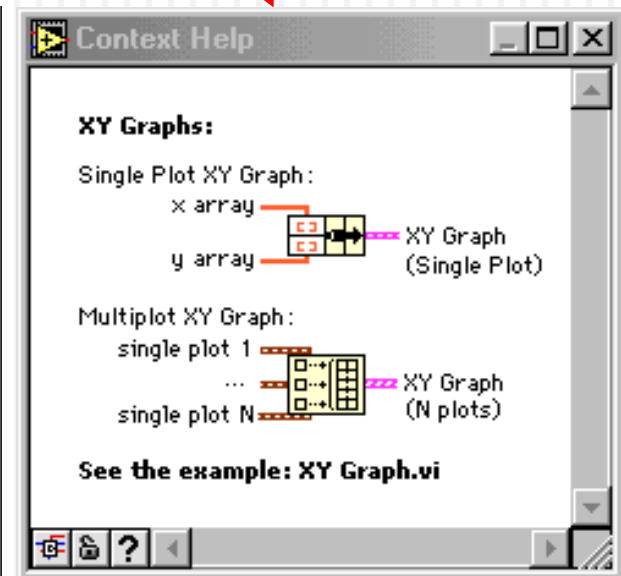 Context Help
XY Graphs:
Single Plot XY Graph:
x array
XY Graph
y array
(Single Plot)
Multiplot XY Graph:
single plot 1
... XY Graph
single plot N (N plots)
See the example: XY Graph.vi
?